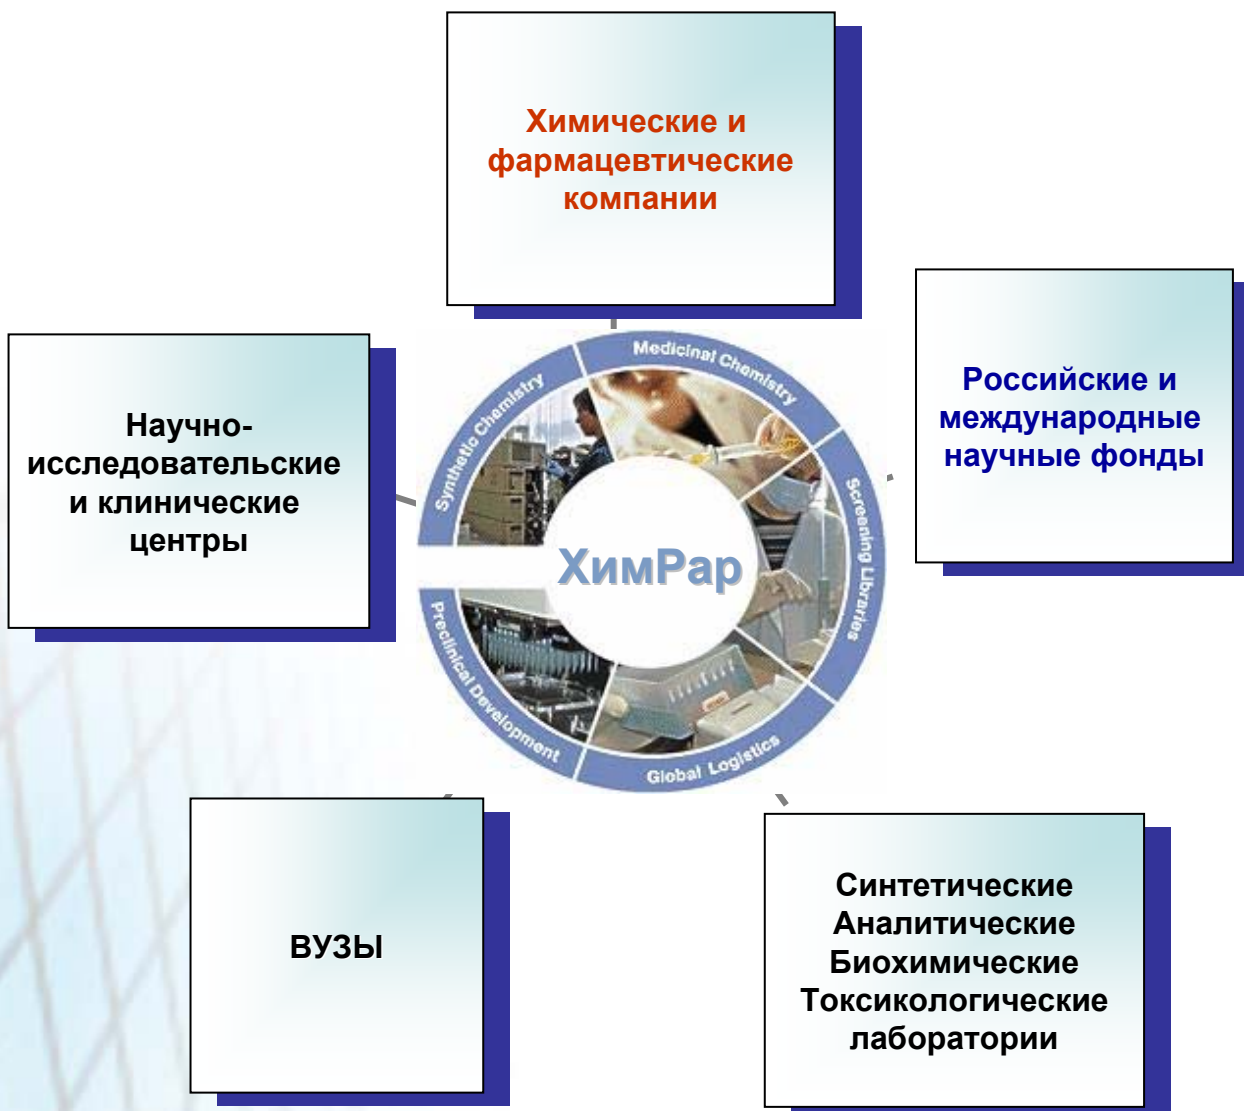 Химические и
фармацевтические
компании
Российские и
международные
научные фонды
Научно-
исследовательские
и клинические
центры
Medicinal Chemistry
Synthetic Chemistry
Screening Libraries
ХимРар
Preclinical Development
Global Logistics
ВУЗЫ
Синтетические
Аналитические
Биохимические
Токсикологические
лаборатории